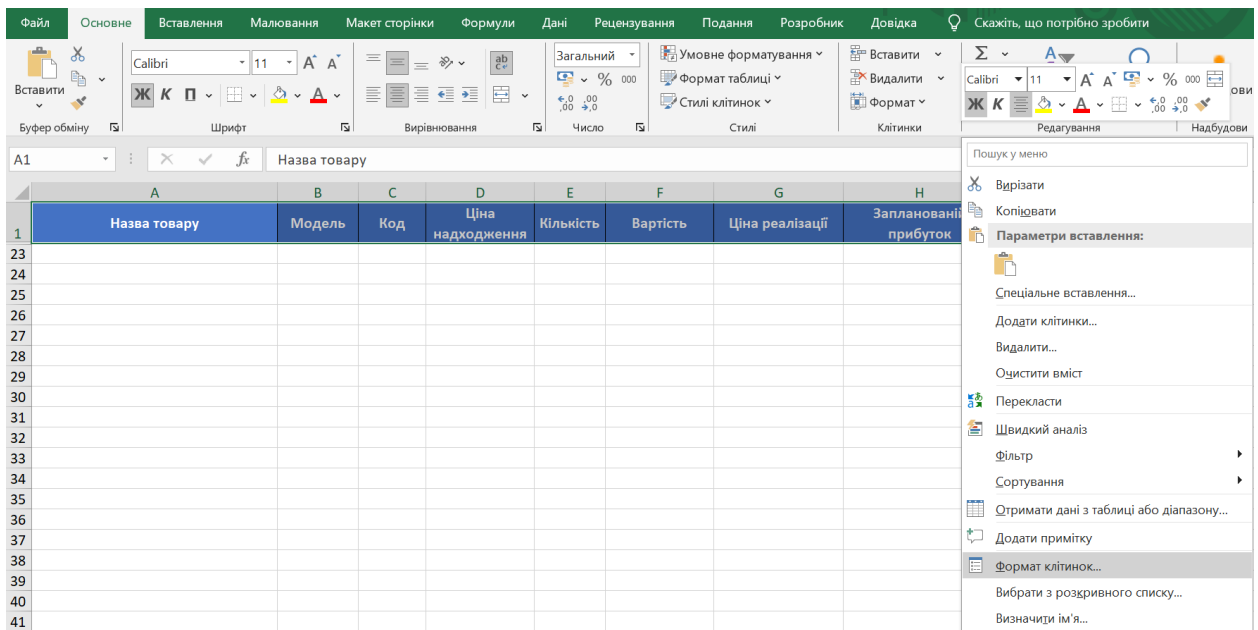 Файл Основне Вставлення Малювання Макет сторінки Формули Дані Рецензування Подання Розробник Довідка Скажіть, що потрібно зробити
Вставити
Calibri 11 A A
Ж К П A
ab
Загальний
% 000
Умовне форматування
Формат таблиці
Стилі клітинок
Вставити
Видалити
Формат
Calibri 11 A A % 000
Ж К A
Буфер обміну Шрифт Вирівнювання Число Стилі Клітинки Редагування Надбудови
A1 fx Назва товару
A B C D E F G H
1 Назва товару Модель Код Ціна надходження Кількість Вартість Ціна реалізації Запланованій прибуток
23
24
25
26
27
28
29
30
31
32
33
34
35
36
37
38
39
40
41
Пошук у меню
Вирізати
Копіювати
Параметри вставлення:
Спеціальне вставлення...
Додати клітинки...
Видалити...
Очистити вміст
Перекласти
Швидкий аналіз
Фільтр
Сортування
Отримати дані з таблиці або діапазону...
Додати примітку
Формат клітинок...
Вибрати з розкривного списку...
Визначити ім'я...